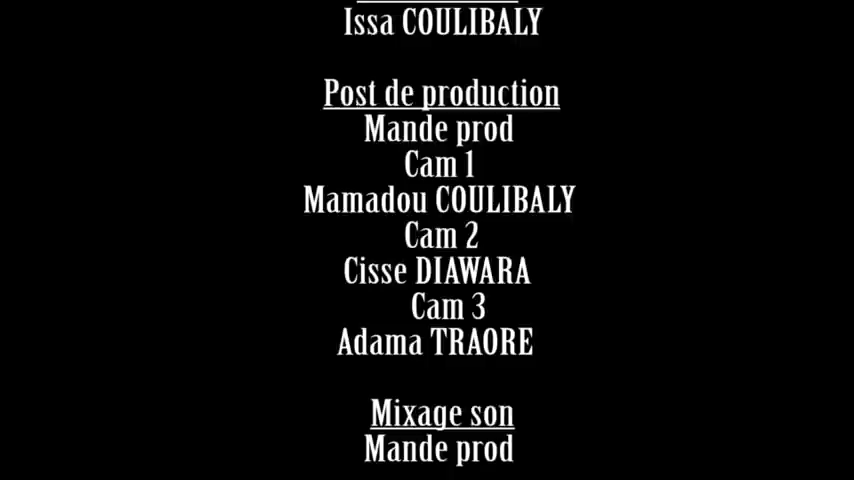 Issa COULIBALY
Post de production
Mande prod
Cam 1
Mamadou COULIBALY
Cam 2
Cisse DIAWARA
Cam 3
Adama TRAORE
Mixage son
Mande prod